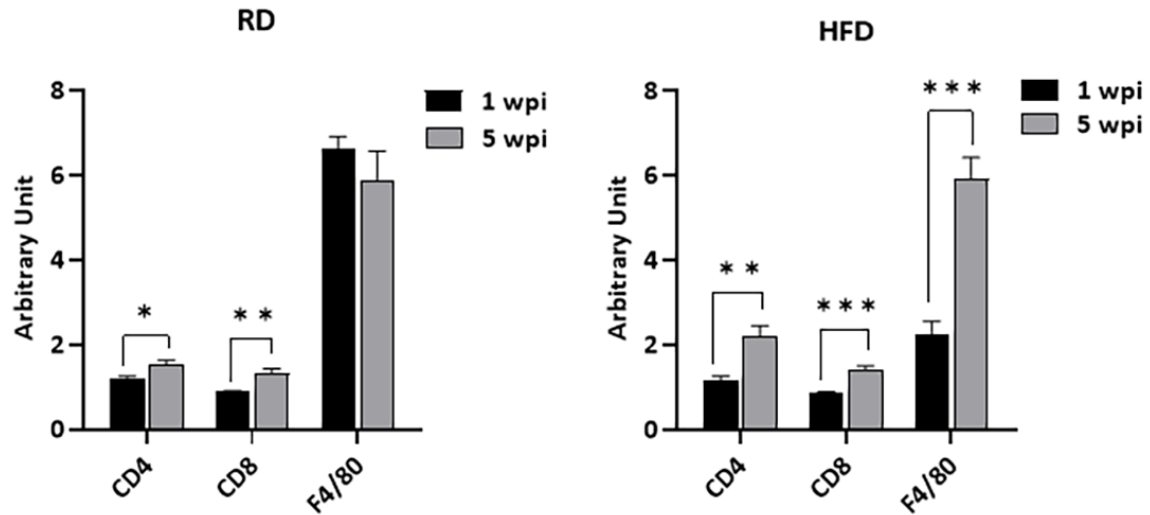 RD
8
6
4
2
0
Arbitrary Unit
1 wpi
5 wpi
*
* *
CD4
CD8
F4/80
HFD
8
6
4
2
0
Arbitrary Unit
1 wpi
5 wpi
* *
* * *
* * *
CD4
CD8
F4/80